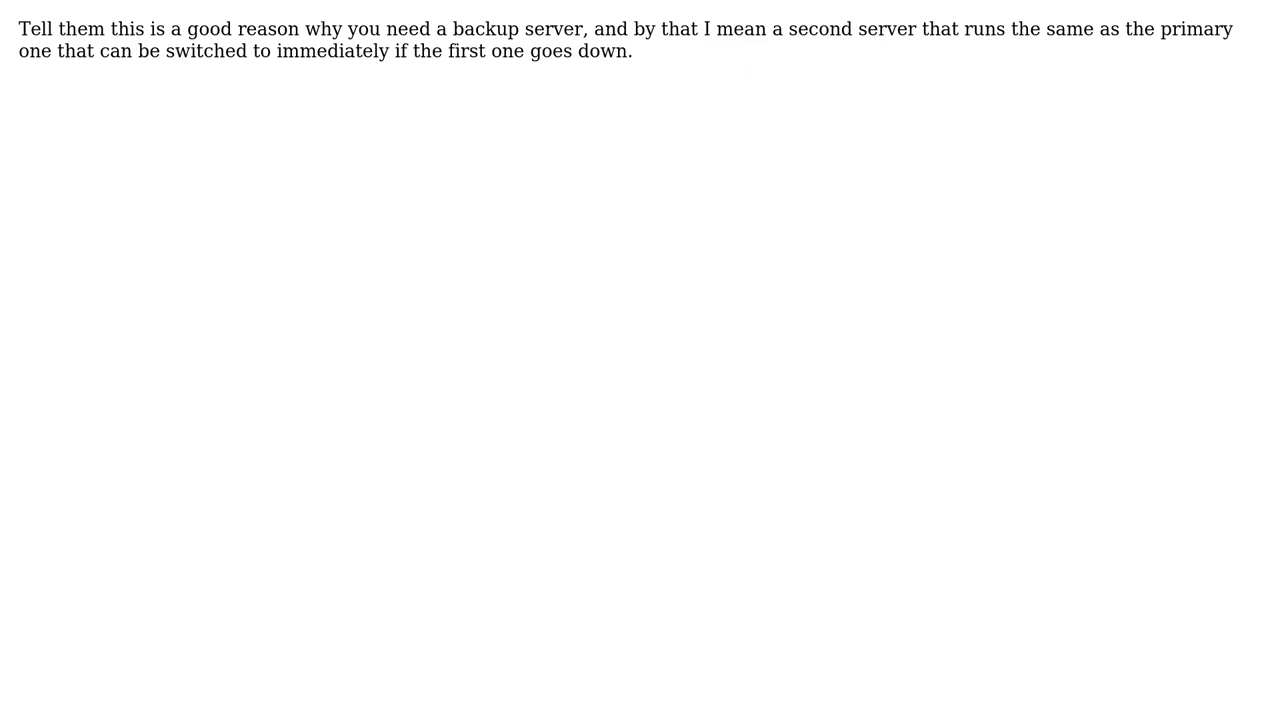 Tell them this is a good reason why you need a backup server, and by that I mean a second server that runs the same as the primary
one that can be switched to immediately if the first one goes down.